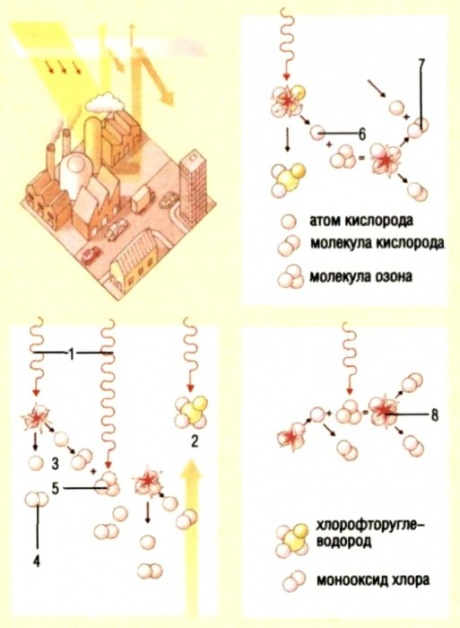 7
6
атом кислорода
молекула кислорода
молекула озона
1
2
3
5
4
8
хлорофторугле-
водород
монооксид хлора